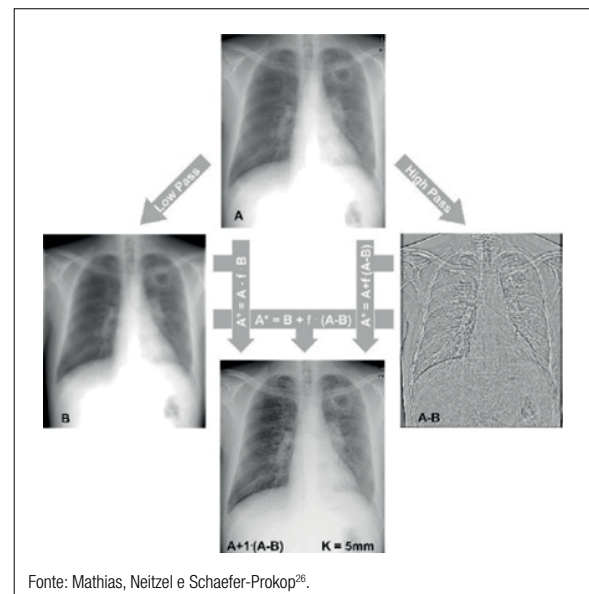 A
Low Pass
High Pass
A* = A - f · B
A* = B + f · (A-B)
A* = A+f·(A-B)
B
A-B
A+1·(A-B) K = 5mm
Fonte: Mathias, Neitzel e Schaefer-Prokop²⁶.